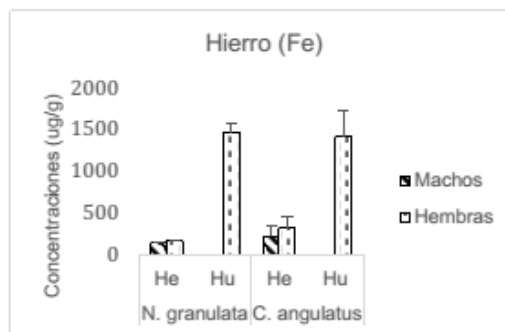 Hierro (Fe)
Concentraciones (ug/g)
2000
1500
1000
500
0
He Hu He Hu
N. granulata C. angulatus
Machos
Hembras